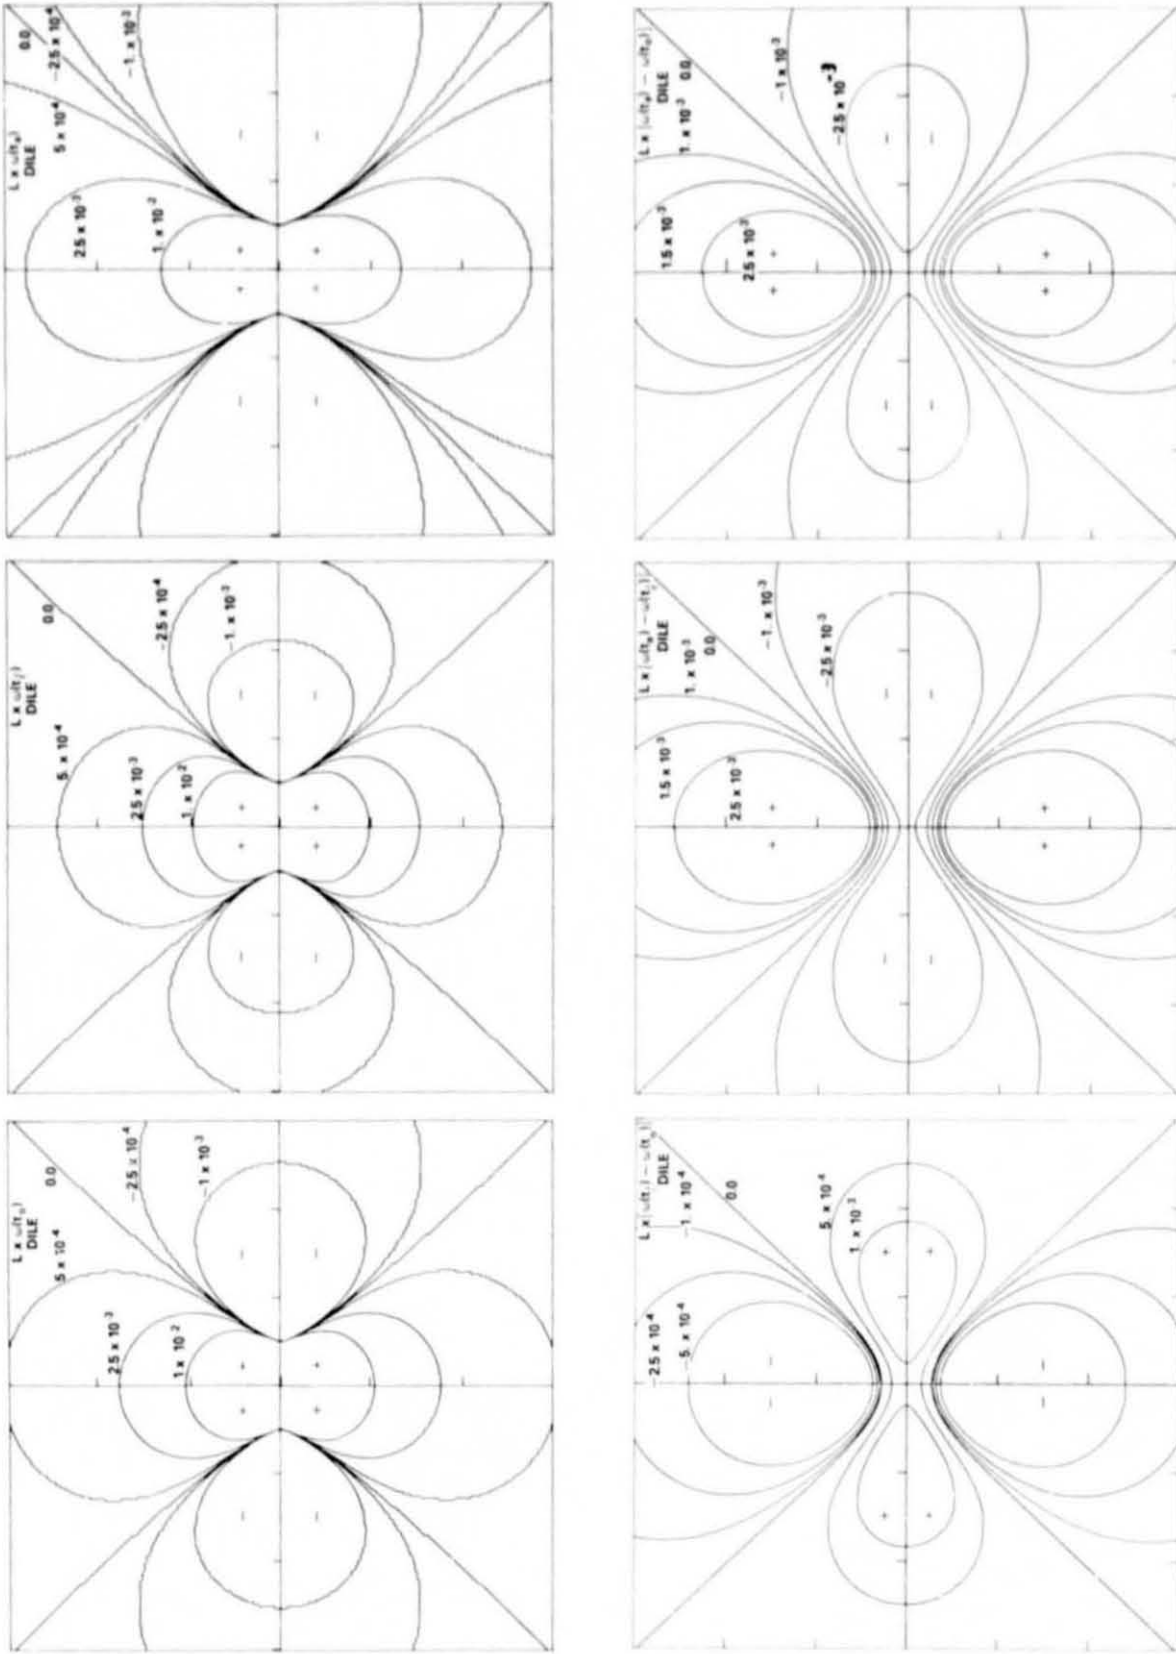 L x ω(t₀)
DILE
.5 x 10⁻⁴
0.0
2.5 x 10⁻³
-2.5 x 10⁻⁴
1 x 10⁻²
-1 x 10⁻³
+ +
- -
L x
DILE
0.0
5. x 10⁻⁴
2.5 x 10⁻³
-2.5 x 10⁻⁴
1. x 10⁻²
-1. x 10⁻³
+ +
- -
L x
DILE
0.0
5 x 10⁻⁴
-2.5 x 10⁻⁴
2.5 x 10⁻³
-1. x 10⁻³
1. x 10⁻²
+ +
- -
L x
DILE
-2.5 x 10⁻⁴
-1 x 10⁻⁴
-5. x 10⁻⁴
0.0
5 x 10⁻⁴
1. x 10⁻³
- -
+ +
L x
DILE
1.5 x 10⁻³
1. x 10⁻³
0.0
2.5 x 10⁻³
-1. x 10⁻³
-2.5 x 10⁻³
+ +
- -
L x
DILE
1.5 x 10⁻³
1. x 10⁻³
0.0
2.5 x 10⁻³
-1 x 10⁻³
-2.5 x 10⁻³
+ +
- -